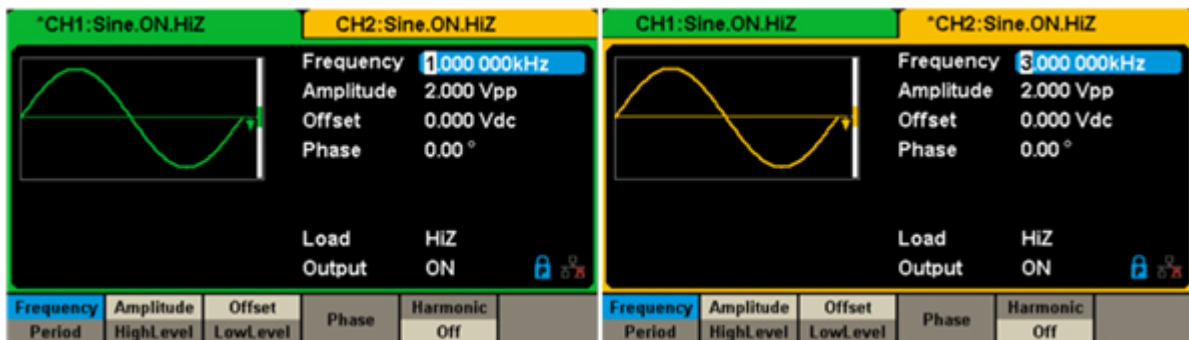 *CH1:Sine.ON.HiZ
CH2:Sine.ON.HiZ
Frequency 1.000 000kHz
Amplitude 2.000 Vpp
Offset 0.000 Vdc
Phase 0.00 °
Load HiZ
Output ON
Frequency Amplitude Offset Phase Harmonic
Period HighLevel LowLevel Off
CH1:Sine.ON.HiZ
*CH2:Sine.ON.HiZ
Frequency 3.000 000kHz
Amplitude 2.000 Vpp
Offset 0.000 Vdc
Phase 0.00 °
Load HiZ
Output ON
Frequency Amplitude Offset Phase Harmonic
Period HighLevel LowLevel Off